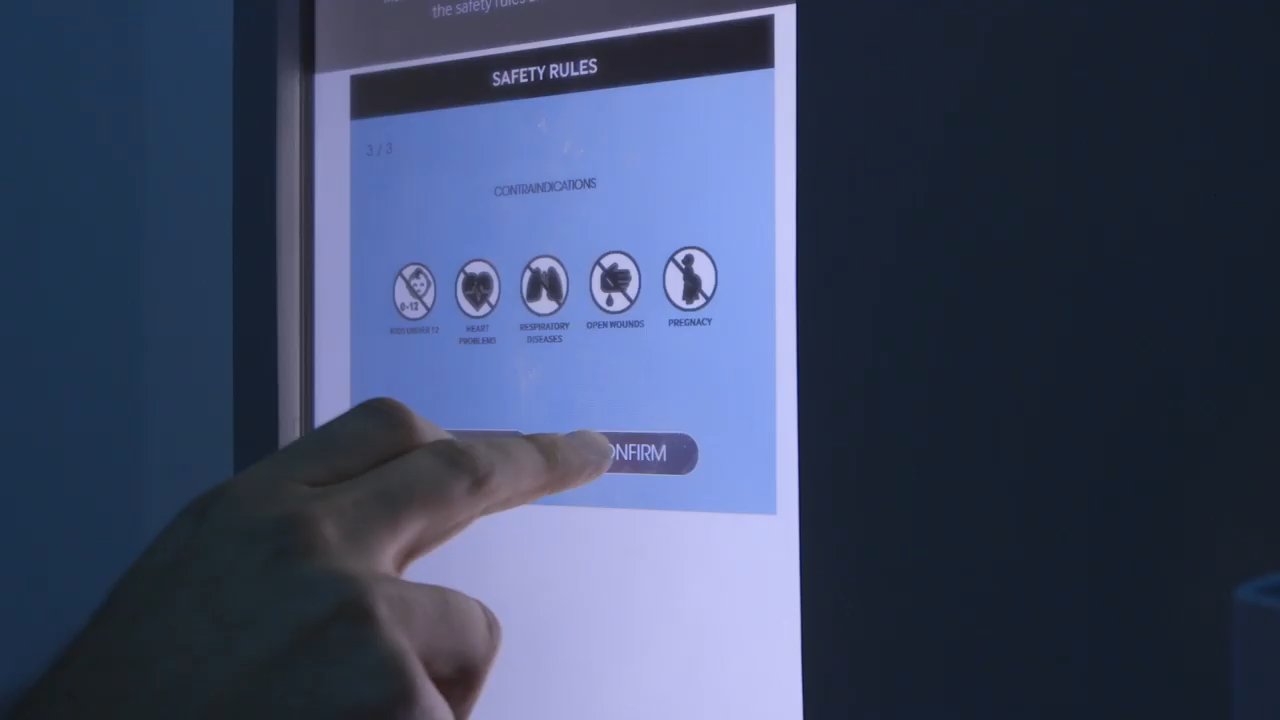 the safety rules
SAFETY RULES
3 / 3
CONTRAINDICATIONS
0-12
KIDS UNDER 12
HEART
PROBLEMS
RESPIRATORY
DISEASES
OPEN WOUNDS
PREGNACY
ONFIRM